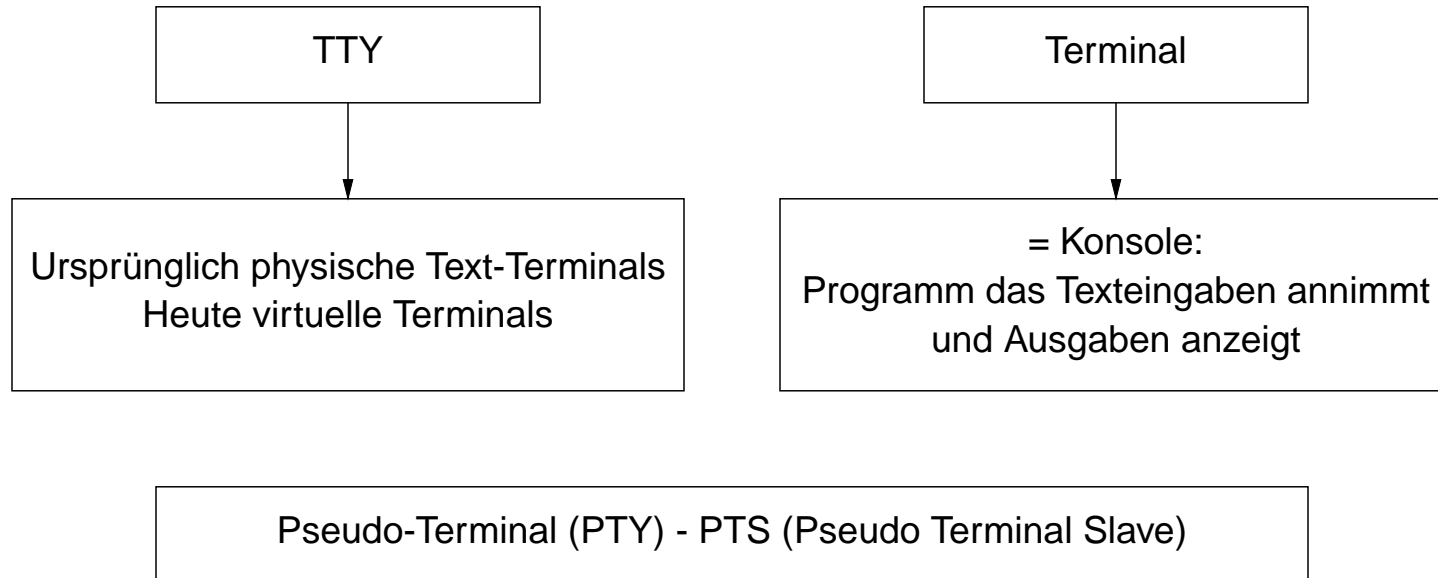 TTY
Terminal
Ursprünglich physische Text-Terminals
Heute virtuelle Terminals
= Konsole:
Programm das Texteingaben annimmt
und Ausgaben anzeigt
Pseudo-Terminal (PTY) - PTS (Pseudo Terminal Slave)